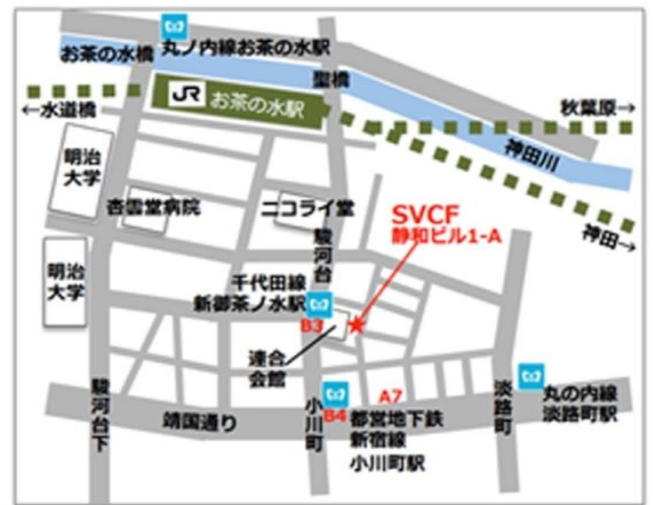 お茶の水橋
丸ノ内線お茶の水駅
聖橋
JR お茶の水駅
←水道橋
秋葉原→
神田川
神田→
明治
大学
杏雲堂病院
ニコライ堂
SVCF
静和ビル1-A
駿河台
明治
大学
千代田線
新御茶ノ水駅
B3
連合
会館
駿河台下
靖国通り
小川町
B4
A7
都営地下鉄
新宿線
小川町駅
淡路町
丸の内線
淡路町駅